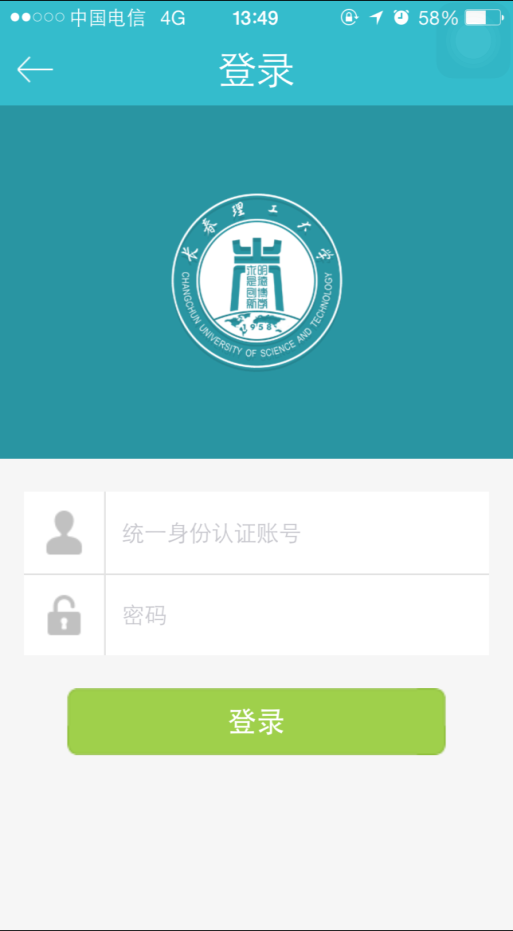 中国电信 4G 13:49 58%
登录
长春理工大学
CHANGCHUN UNIVERSITY OF SCIENCE AND TECHNOLOGY
1958
统一身份认证账号
密码
登录